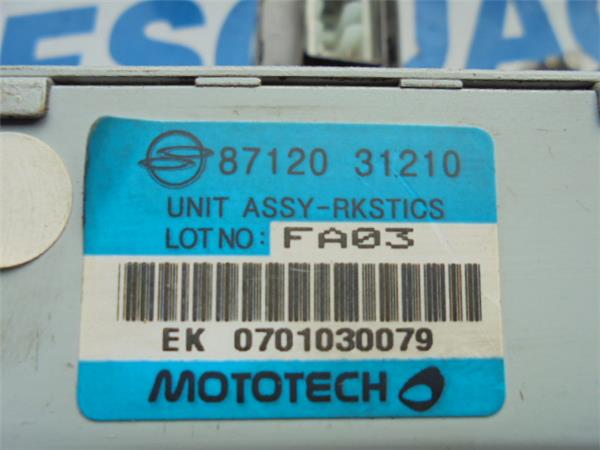 87120 31210
UNIT ASSY-RKSTICS
LOT NO: FA03
EK 0701030079
MOTOTECH